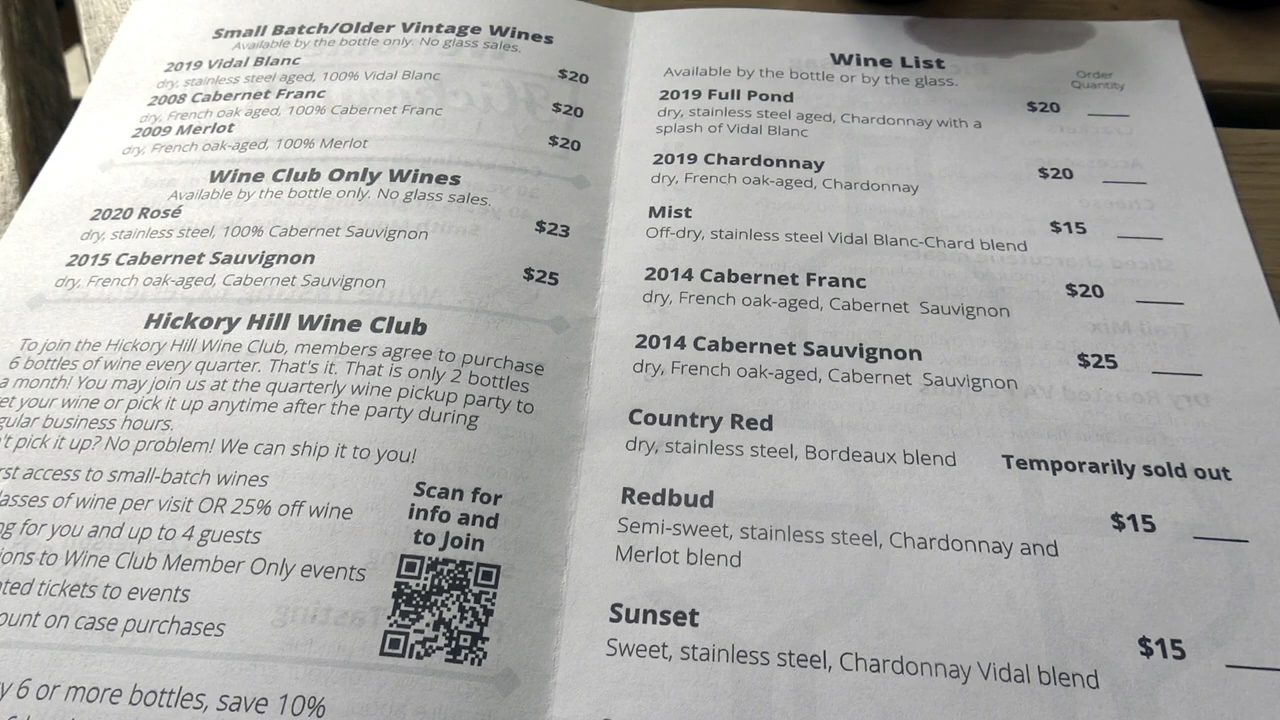 Small Batch/Older Vintage Wines
Available by the bottle only. No glass sales.
2019 Vidal Blanc
dry, stainless steel aged, 100% Vidal Blanc $20
2008 Cabernet Franc
dry, French oak aged, 100% Cabernet Franc $20
2009 Merlot
dry, French oak-aged, 100% Merlot $20
Wine Club Only Wines
Available by the bottle only. No glass sales.
2020 Rosé
dry, stainless steel, 100% Cabernet Sauvignon $23
2015 Cabernet Sauvignon
dry, French oak-aged, Cabernet Sauvignon $25
Hickory Hill Wine Club
To join the Hickory Hill Wine Club, members agree to purchase
6 bottles of wine every quarter. That's it. That is only 2 bottles
a month! You may join us at the quarterly wine pickup party to
et your wine or pick it up anytime after the party during
gular business hours.
't pick it up? No problem! We can ship it to you!
rst access to small-batch wines
lasses of wine per visit OR 25% off wine
g for you and up to 4 guests
ions to Wine Club Member Only events
ted tickets to events
ount on case purchases
Scan for
info and
to Join
y 6 or more bottles, save 10%
Wine List
Available by the bottle or by the glass.
Order
Quantity
2019 Full Pond $20
dry, stainless steel aged, Chardonnay with a
splash of Vidal Blanc
2019 Chardonnay $20
dry, French oak-aged, Chardonnay
Mist $15
Off-dry, stainless steel Vidal Blanc-Chard blend
2014 Cabernet Franc $20
dry, French oak-aged, Cabernet Sauvignon
2014 Cabernet Sauvignon $25
dry, French oak-aged, Cabernet Sauvignon
Country Red
dry, stainless steel, Bordeaux blend Temporarily sold out
Redbud $15
Semi-sweet, stainless steel, Chardonnay and
Merlot blend
Sunset $15
Sweet, stainless steel, Chardonnay Vidal blend